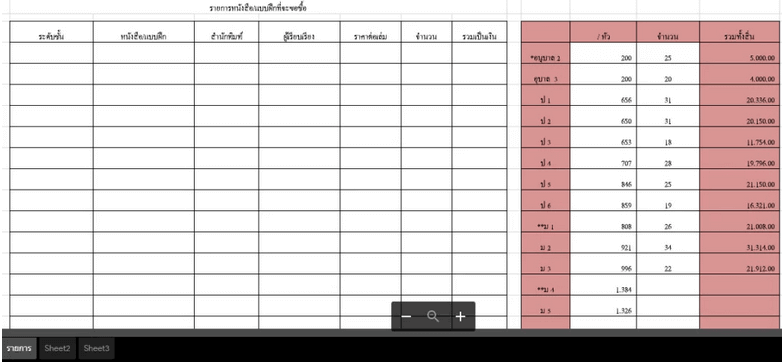 รายการหนังสือ/แบบฝึกที่จะขอซื้อ
ระดับชั้น หนังสือ/แบบฝึก สำนักพิมพ์ ผู้เรียบเรียง ราคาต่อเล่ม จำนวน รวมเป็นเงิน / หัว จำนวน รวมทั้งสิ้น
*อนุบาล 2 200 25 5,000.00
อุบาล 3 200 20 4,000.00
ป 1 656 31 20,336.00
ป 2 650 31 20,150.00
ป 3 653 18 11,754.00
ป 4 707 28 19,796.00
ป 5 846 25 21,150.00
ป 6 859 19 16,321.00
**ม 1 808 26 21,008.00
ม 2 921 34 31,314.00
ม 3 996 22 21,912.00
**ม 4 1,384
ม 5 1,326
รายการ Sheet2 Sheet3